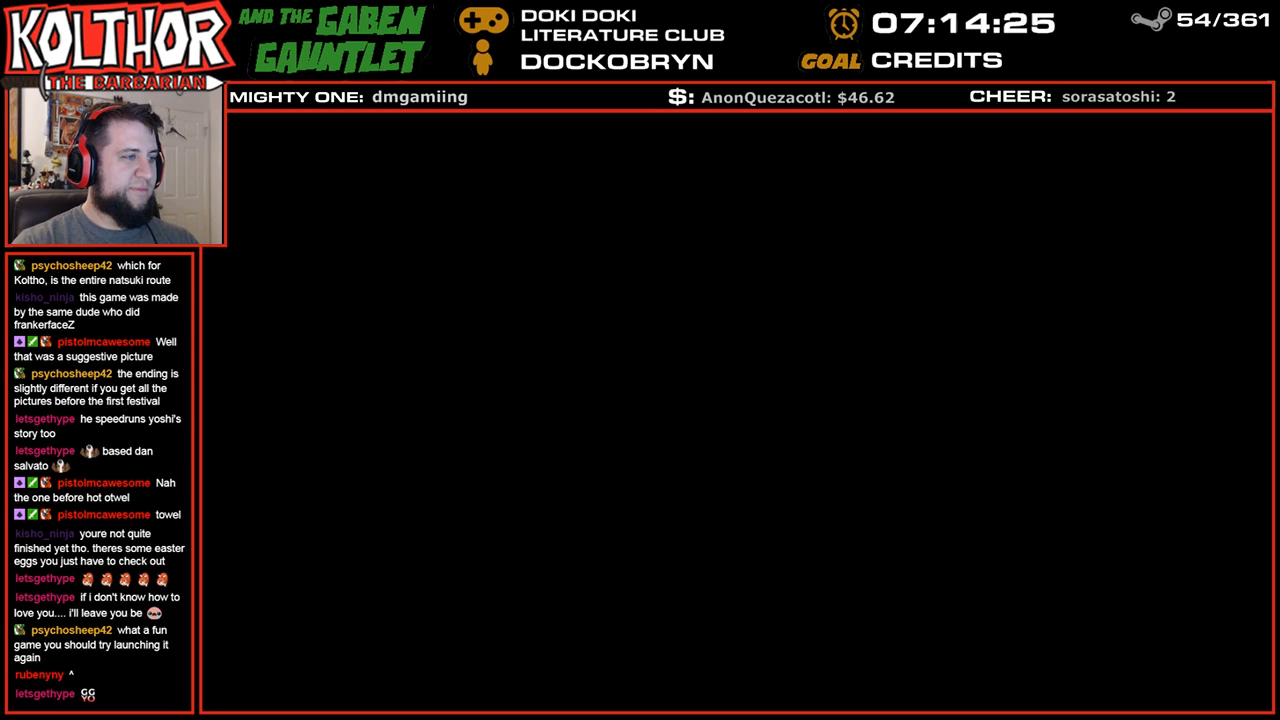 KOLTHOR
THE BARBARIAN
AND THE GABEN
GAUNTLET
DOKI DOKI
LITERATURE CLUB
DOCKOBRYN
07:14:25
GOAL CREDITS
54/361
MIGHTY ONE: dmgamiing
$: AnonQuezacotl: $46.62
CHEER: sorasatoshi: 2
psychosheep42 which for
Koltho, is the entire natsuki route
kisho_ninja this game was made
by the same dude who did
frankerfaceZ
pistolmcawesome Well
that was a suggestive picture
psychosheep42 the ending is
slightly different if you get all the
pictures before the first festival
letsgethype he speedruns yoshi's
story too
letsgethype based dan
salvato
pistolmcawesome Nah
the one before hot otwel
pistolmcawesome towel
kisho_ninja youre not quite
finished yet tho. theres some easter
eggs you just have to check out
letsgethype
letsgethype if i don't know how to
love you.... i'll leave you be
psychosheep42 what a fun
game you should try launching it
again
rubenyny ^
letsgethype GG
YO